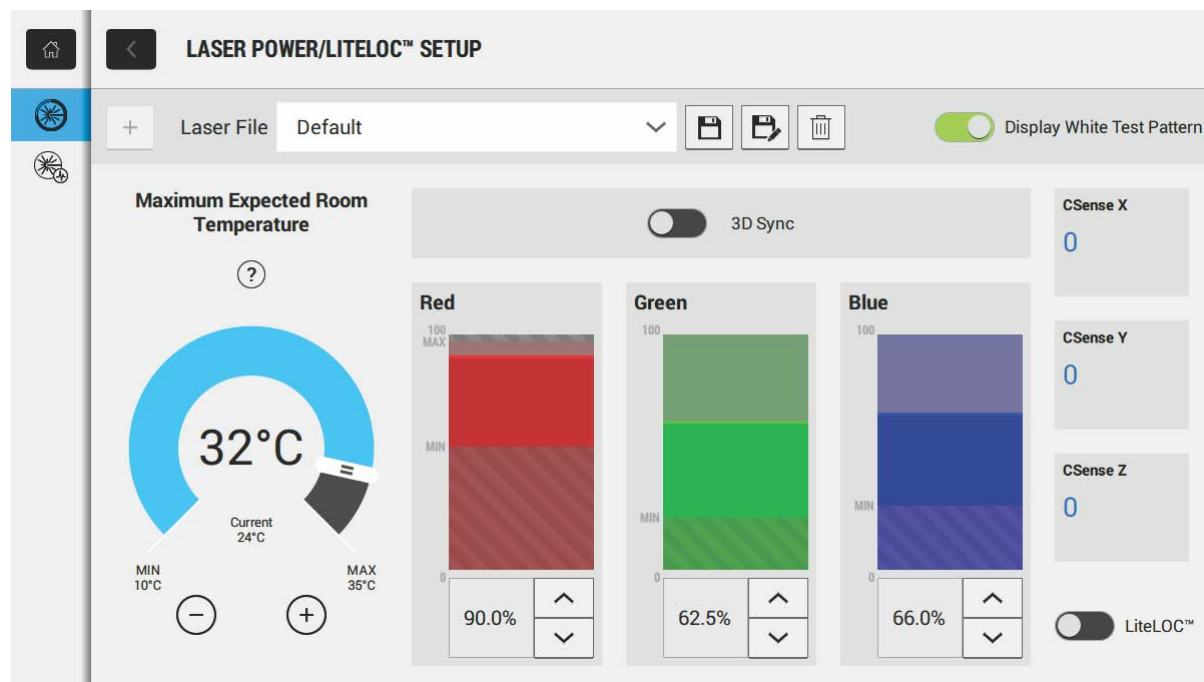 LASER POWER/LITELOC™ SETUP
+ Laser File Default
Display White Test Pattern
Maximum Expected Room
Temperature
?
32°C
Current
24°C
MIN
10°C
MAX
35°C
3D Sync
Red
100
MAX
MIN
0
90.0%
Green
100
MIN
0
62.5%
Blue
100
MIN
0
66.0%
CSense X
0
CSense Y
0
CSense Z
0
LiteLOC™